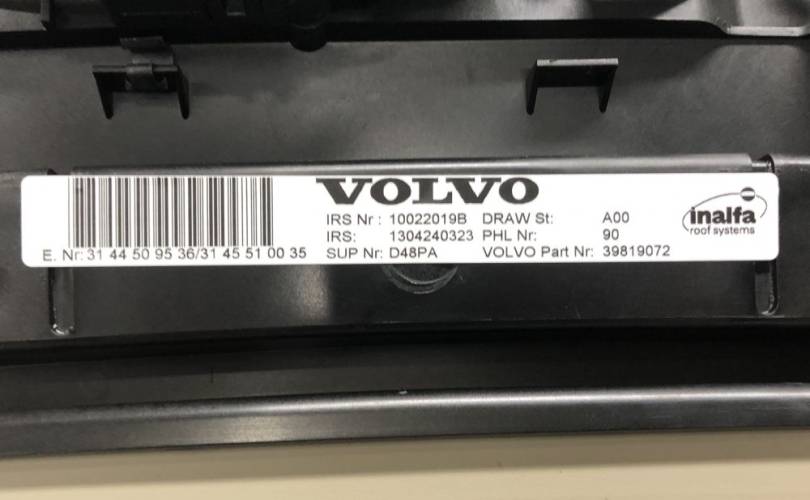 VOLVO
IRS Nr : 10022019B DRAW St: A00
IRS: 1304240323 PHL Nr: 90
E. Nr: 31 44 50 95 36/31 45 51 00 35 SUP Nr: D48PA VOLVO Part Nr: 39819072
inalfa
roof systems